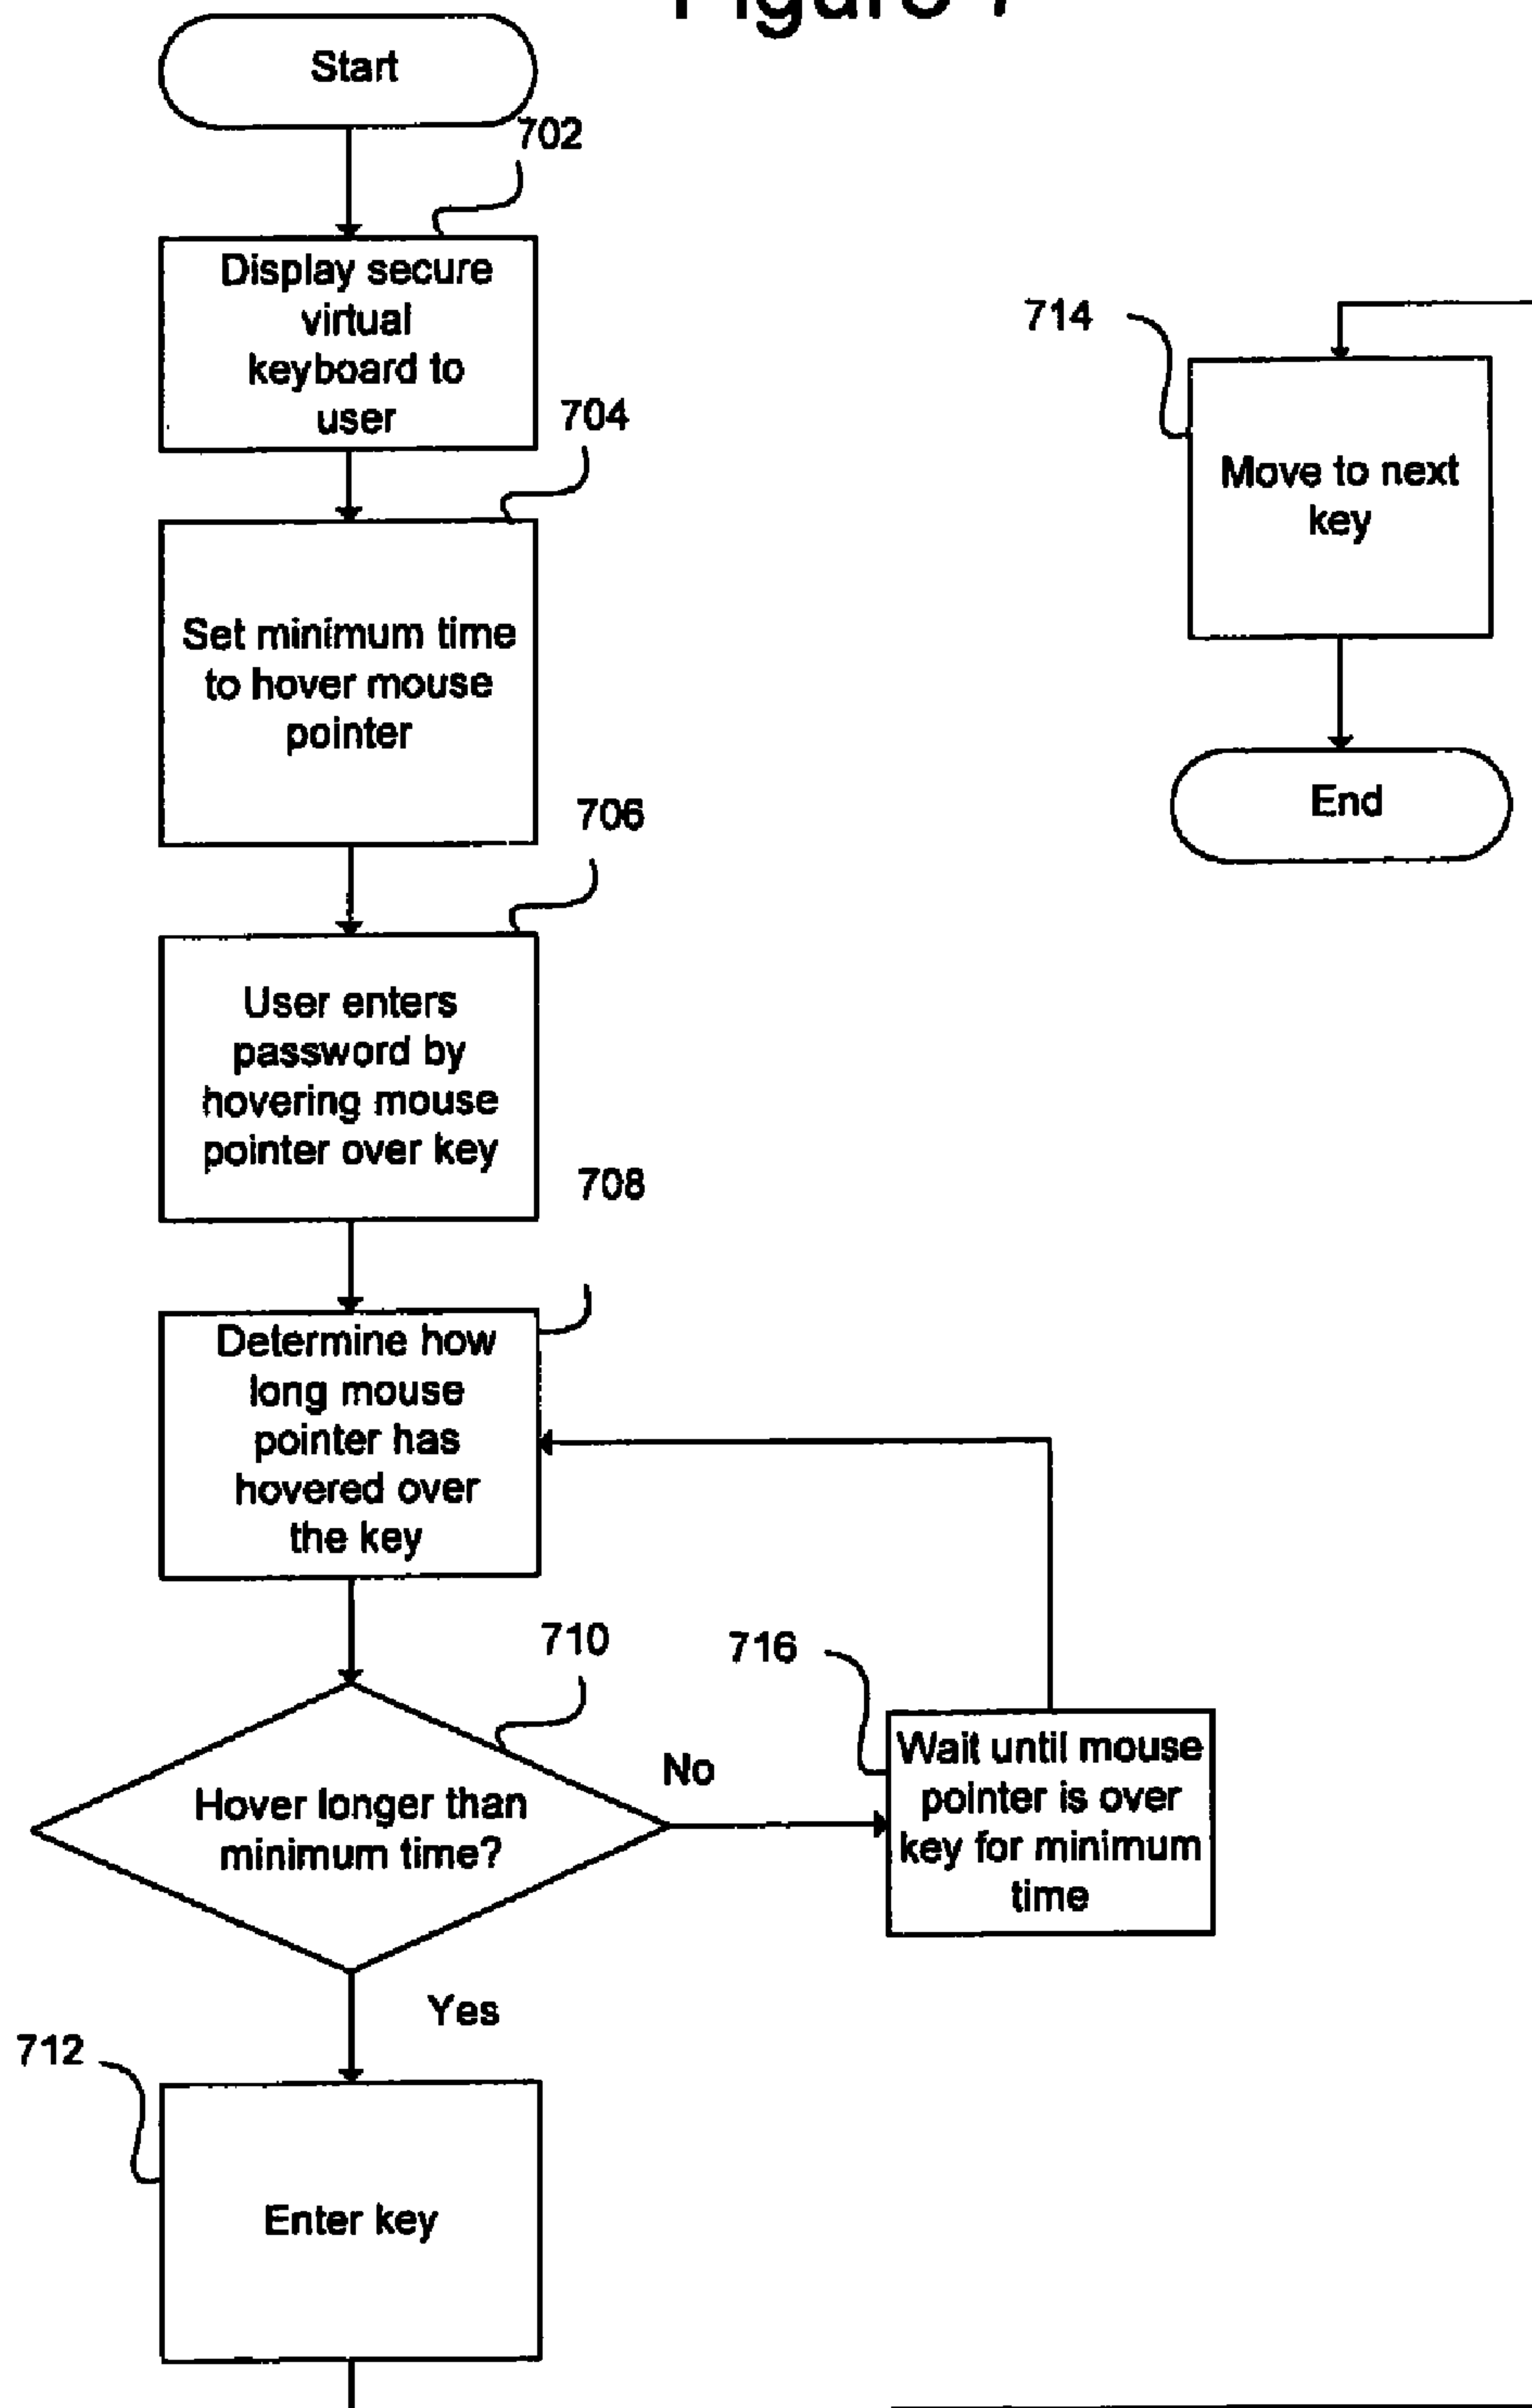 Figure 7
Start
702
Display secure
virtual
keyboard to
user
704
Set minimum time
to hover mouse
pointer
706
User enters
password by
hovering mouse
pointer over key
708
Determine how
long mouse
pointer has
hovered over
the key
710
Hover longer than
minimum time?
No
716
Wait until mouse
pointer is over
key for minimum
time
Yes
712
Enter key
714
Move to next
key
End